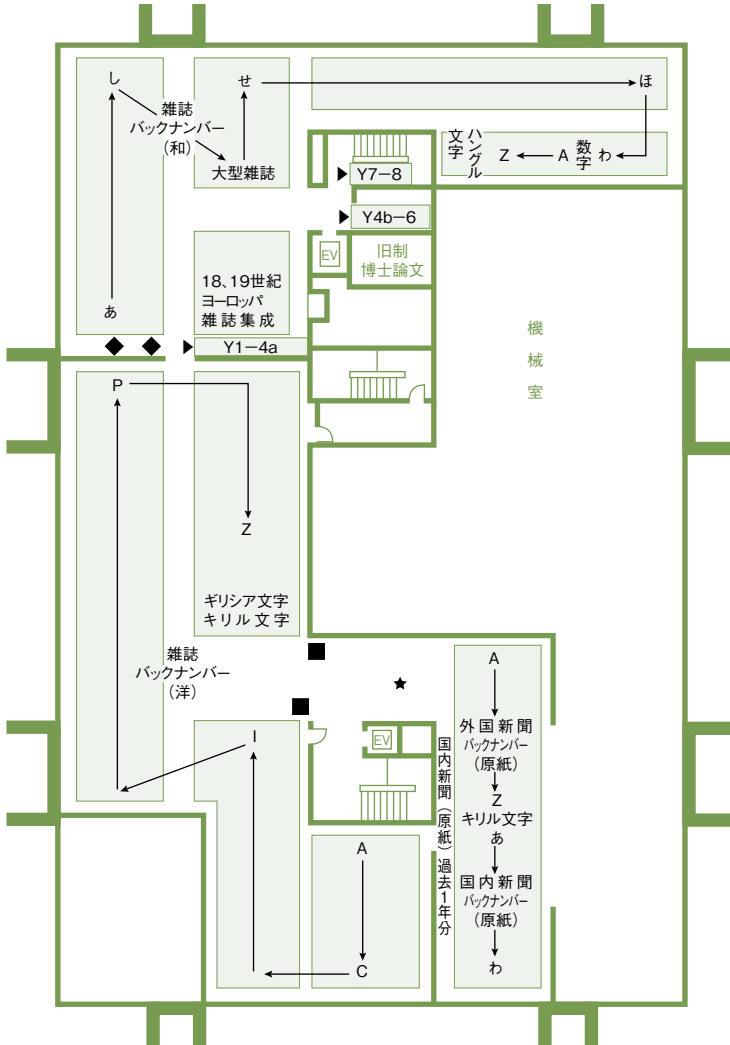 し
せ
ほ
雑誌
バックナンバー
（和）
大型雑誌
ハングル
文字
Z
A
数字
わ
Y7−8
Y4b−6
EV
旧制
博士論文
18、19世紀
ヨーロッパ
雑誌集成
あ
Y1−4a
機械室
P
Z
ギリシア文字
キリル文字
雑誌
バックナンバー
（洋）
A
外国新聞
バックナンバー
（原紙）
Z
キリル文字
あ
国内新聞
バックナンバー
（原紙）
わ
I
EV
国内新聞（原紙）過去1年分
A
C